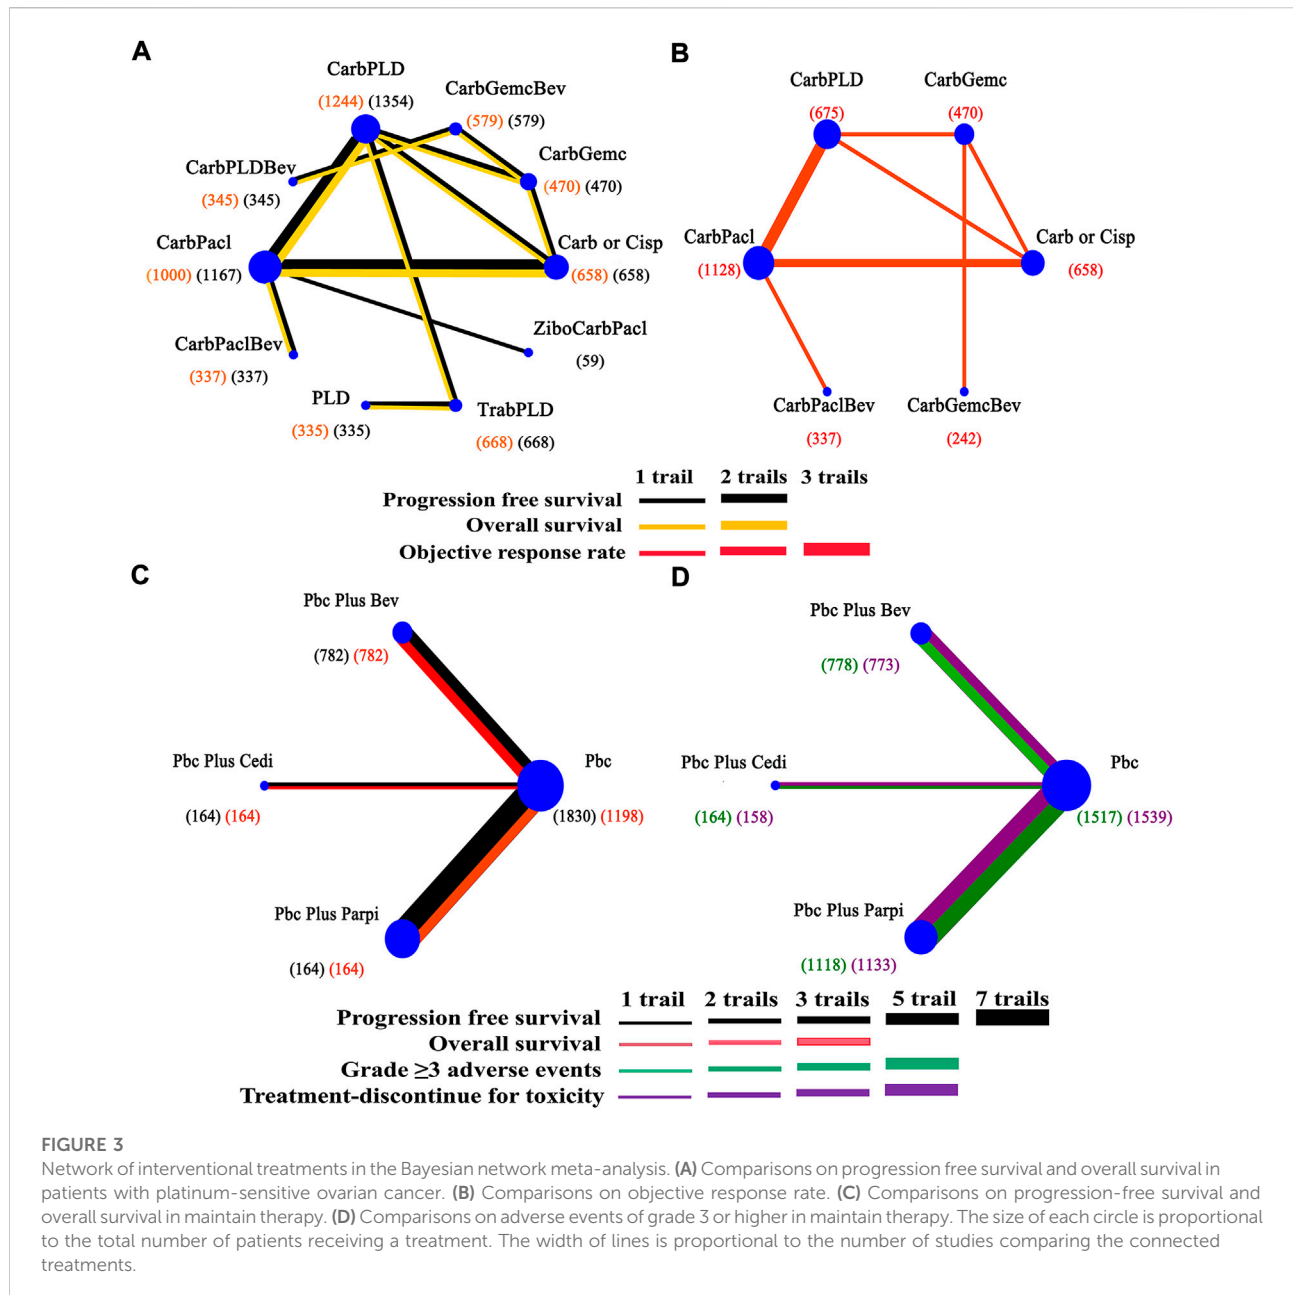 A
CarbPLD
(1244) (1354)
CarbGemcBev
(579) (579)
CarbGemc
(470) (470)
CarbPLDBev
(345) (345)
CarbPacl
(1000) (1167)
Carb or Cisp
(658) (658)
CarbPaclBev
(337) (337)
ZiboCarbPacl
(59)
PLD
(335) (335)
TrabPLD
(668) (668)
B
CarbPLD
(675)
CarbGemc
(470)
CarbPacl
(1128)
Carb or Cisp
(658)
CarbPaclBev
(337)
CarbGemcBev
(242)
1 trail 2 trails 3 trails
Progression free survival
Overall survival
Objective response rate
C
Pbc Plus Bev
(782) (782)
Pbc Plus Cedi
(164) (164)
Pbc
(1830) (1198)
Pbc Plus Parpi
(164) (164)
D
Pbc Plus Bev
(778) (773)
Pbc Plus Cedi
(164) (158)
Pbc
(1517) (1539)
Pbc Plus Parpi
(1118) (1133)
1 trail 2 trails 3 trails 5 trail 7 trails
Progression free survival
Overall survival
Grade ≥3 adverse events
Treatment-discontinue for toxicity
FIGURE 3
Network of interventional treatments in the Bayesian network meta-analysis. (A) Comparisons on progression free survival and overall survival in
patients with platinum-sensitive ovarian cancer. (B) Comparisons on objective response rate. (C) Comparisons on progression-free survival and
overall survival in maintain therapy. (D) Comparisons on adverse events of grade 3 or higher in maintain therapy. The size of each circle is proportional
to the total number of patients receiving a treatment. The width of lines is proportional to the number of studies comparing the connected
treatments.